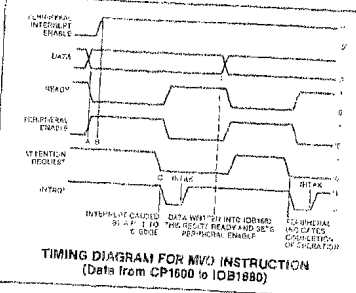 PERIPHERAL
INTERRUPT
ENABLE
DATA
READY
PERIPHERAL
ENABLE
A B
ATTENTION
REQUEST
C INTAK
INTAK
INTRQ*
INTERRUPT CAUSED
DATA WRITTEN INTO IOB1680
THIS RESETS READY AND SETS
PERIPHERAL ENABLE
PERIPHERAL
INDICATES
COMPLETION
OF OPERATION
TIMING DIAGRAM FOR MVO INSTRUCTION
(Data from CP1600 to IOB1680)